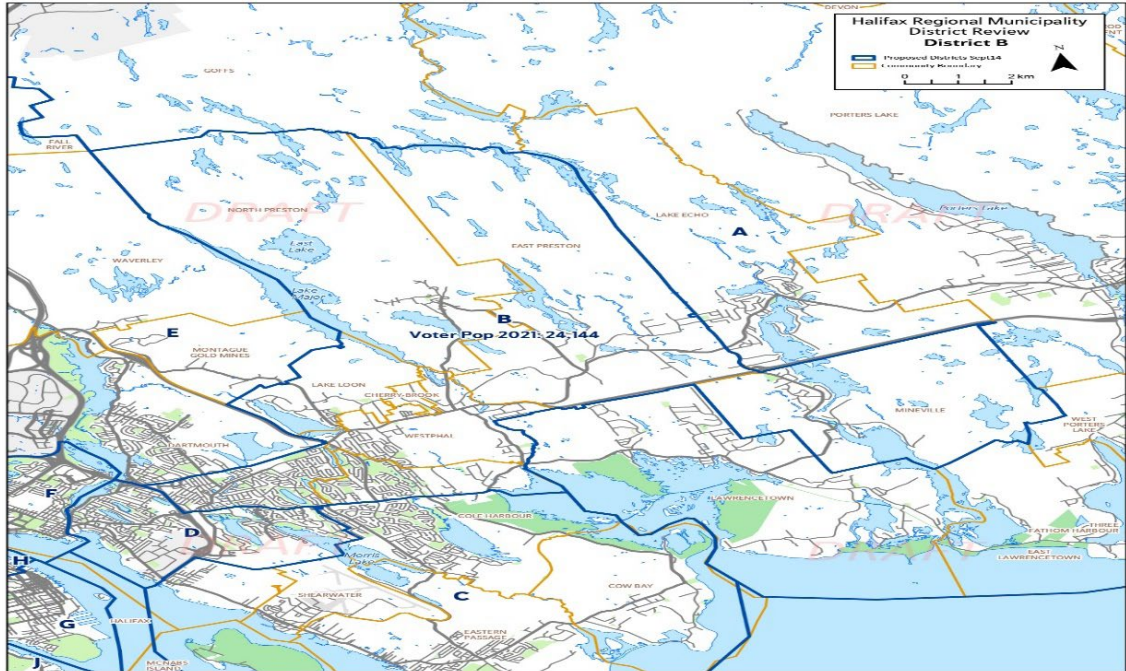 Halifax Regional Municipality
District Review
District B
Proposed Districts Sept14
Community Boundary
N
0 1 2 km
DEVON
GOFFS
PORTERS LAKE
FALL
RIVER
DRAFT
NORTH PRESTON
LAKE ECHO
DRAFT
Porters Lake
A
EAST PRESTON
Lake
WAVERLEY
Lake
Major
B
Voter Pop 2021: 24,144
E
MONTAGUE
GOLD MINES
LAKE LOON
CHERRY BROOK
MINEVILLE
WEST
PORTERS
LAKE
WESTPHAL
DARTMOUTH
F
LAWRENCETOWN
COLE HARBOUR
THREE
FATHOM HARBOUR
D
DRAFT
DRAFT
EAST
LAWRENCETOWN
Morris
Lake
H
COW BAY
SHEARWATER
C
G
HALIFAX
EASTERN
PASSAGE
J
MCNABS
ISLAND